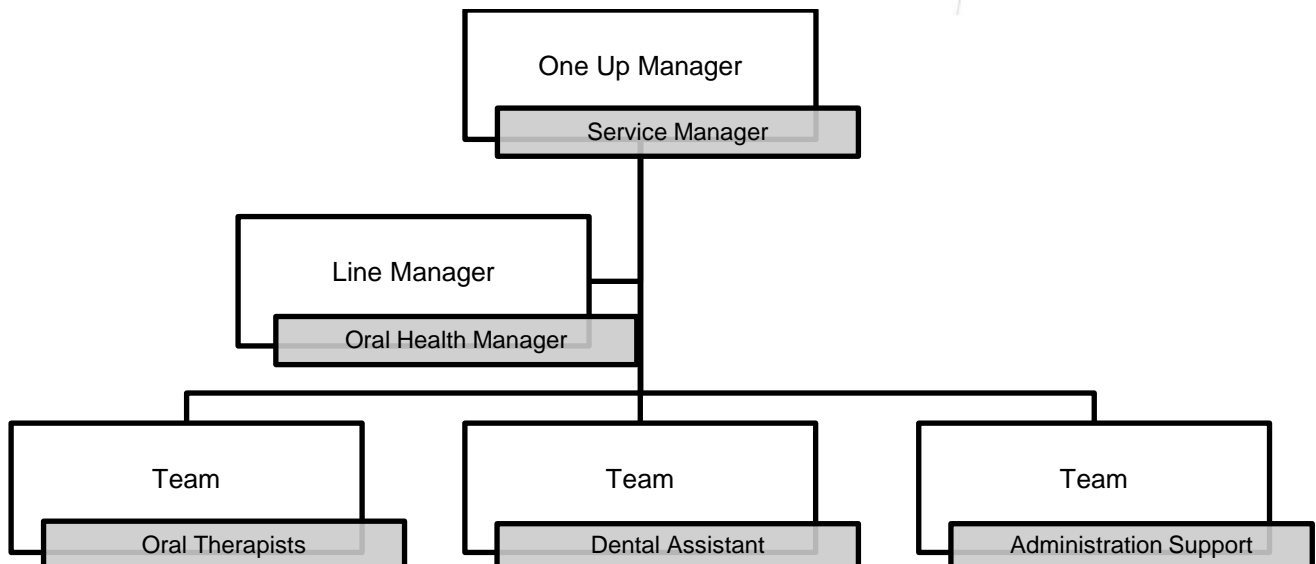 One Up Manager
Service Manager
Line Manager
Oral Health Manager
Team
Oral Therapists
Team
Dental Assistant
Team
Administration Support